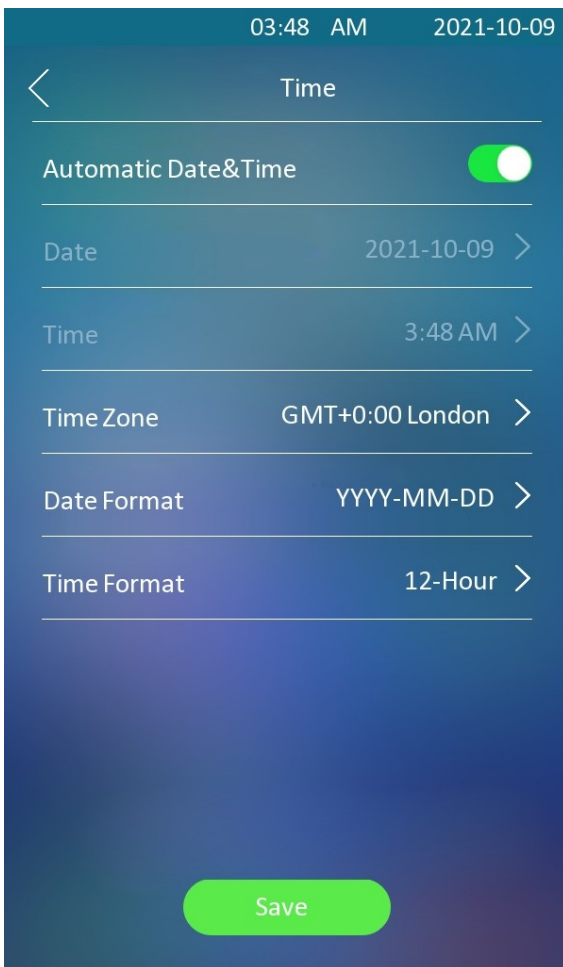 03:48 AM 2021-10-09
Time
Automatic Date&Time
Date 2021-10-09
Time 3:48 AM
Time Zone GMT+0:00 London
Date Format YYYY-MM-DD
Time Format 12-Hour
Save